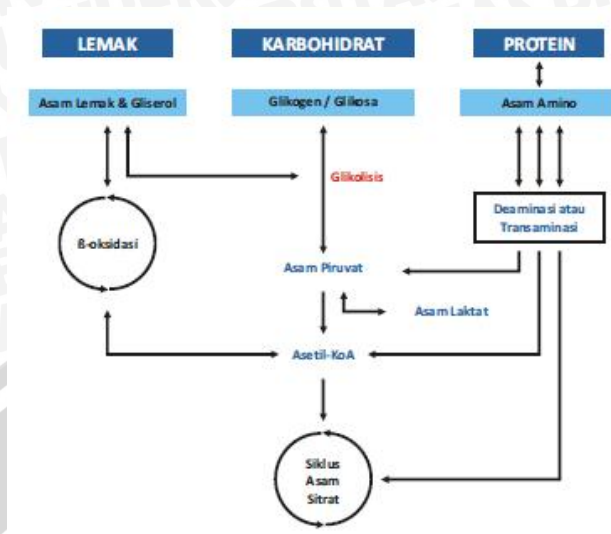 LEMAK
KARBOHIDRAT
PROTEIN
Asam Lemak & Gliserol
Glikogen / Glikosa
Asam Amino
Glikolisis
Deaminasi atau
Transaminasi
ß-oksidasi
Asam Piruvat
Asam Laktat
Asetil-KoA
Siklus
Asam
Sitrat